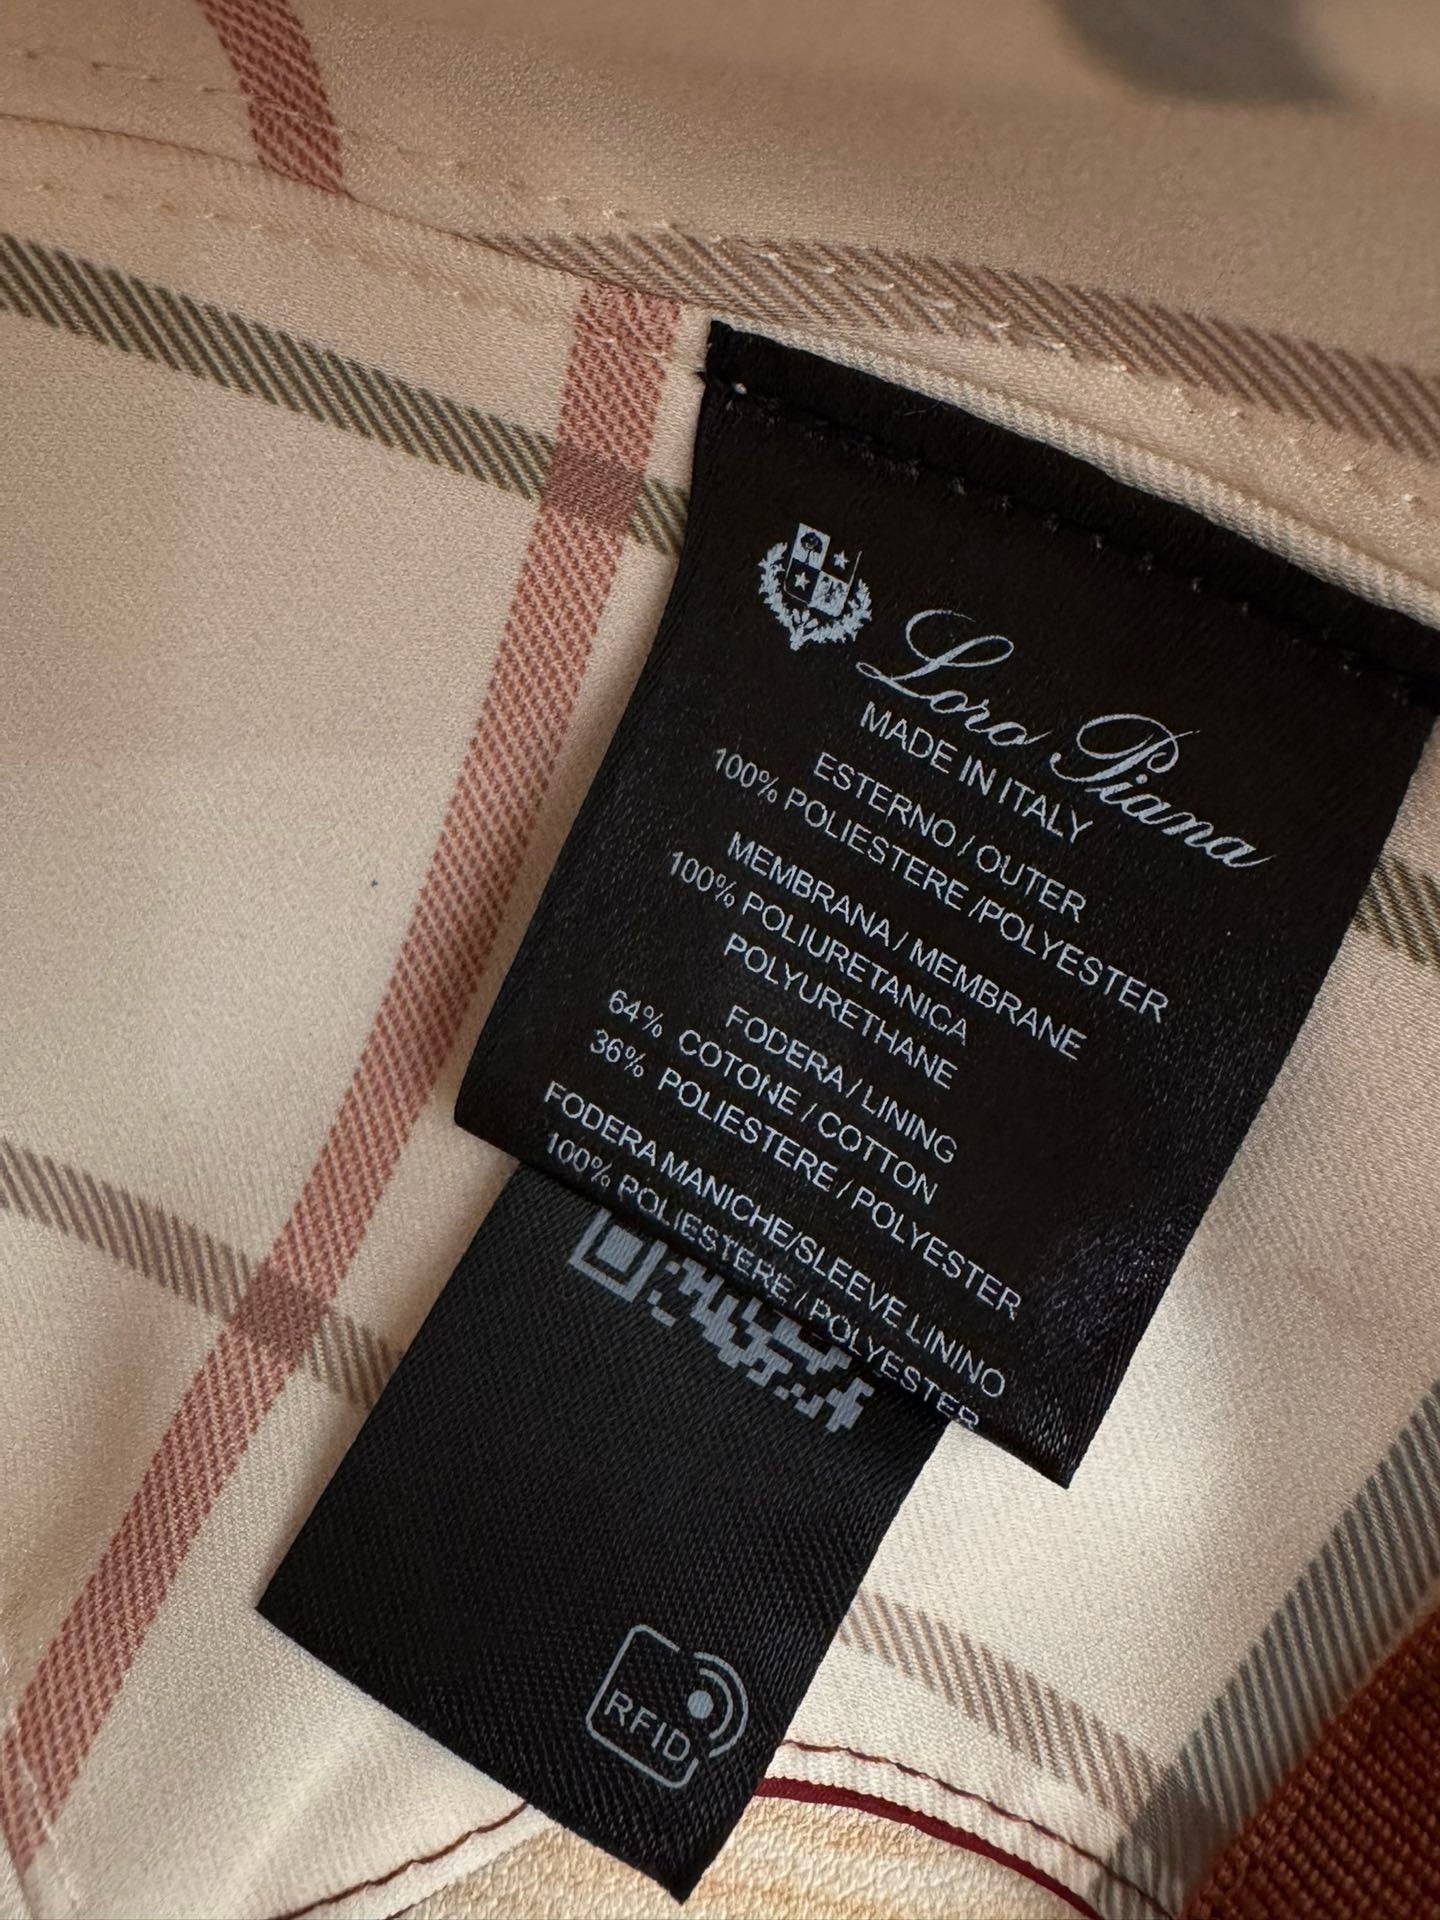 Loro Piana
MADE IN ITALY
ESTERNO / OUTER
100% POLIESTERE /POLYESTER
MEMBRANA / MEMBRANE
100% POLIURETANICA
POLYURETHANE
FODERA / LINING
64% COTONE / COTTON
36% POLIESTERE / POLYESTER
FODERA MANICHE/SLEEVE LININO
100% POLIESTERE / POLYESTER
RFID